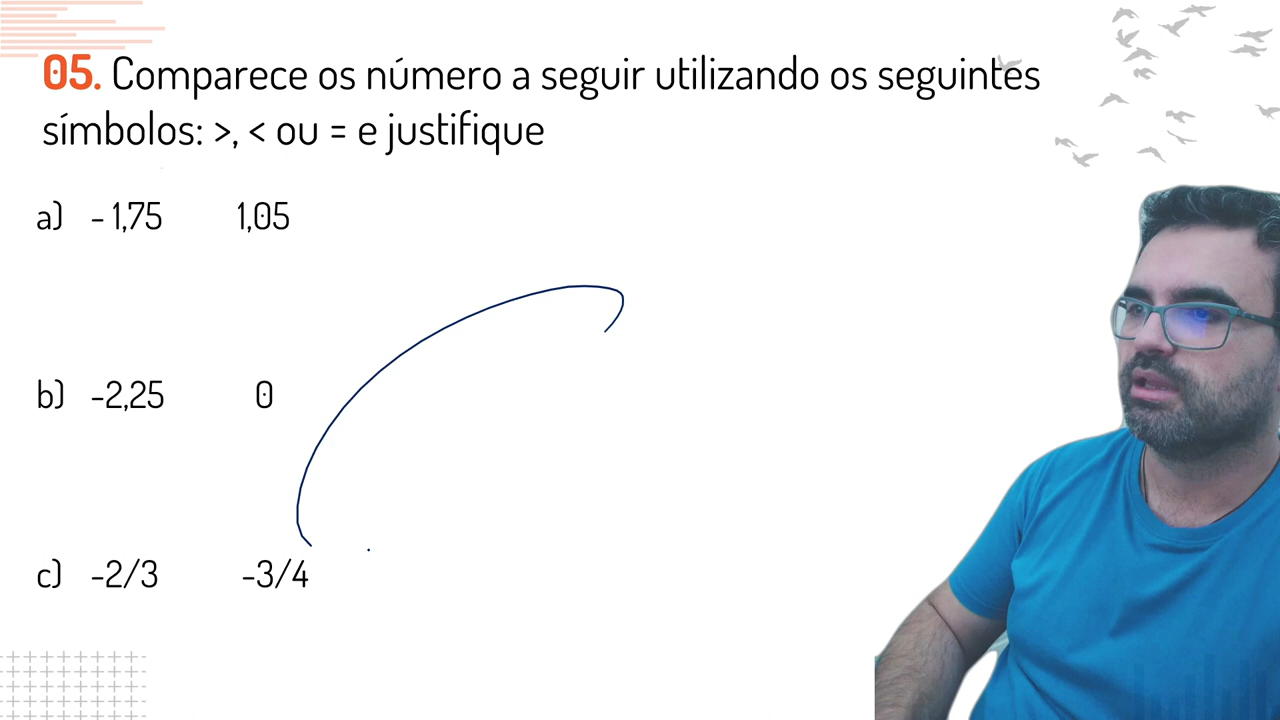 05. Comparece os número a seguir utilizando os seguintes
símbolos: >, < ou = e justifique
a) - 1,75 1,05
b) -2,25 0
c) -2/3 -3/4